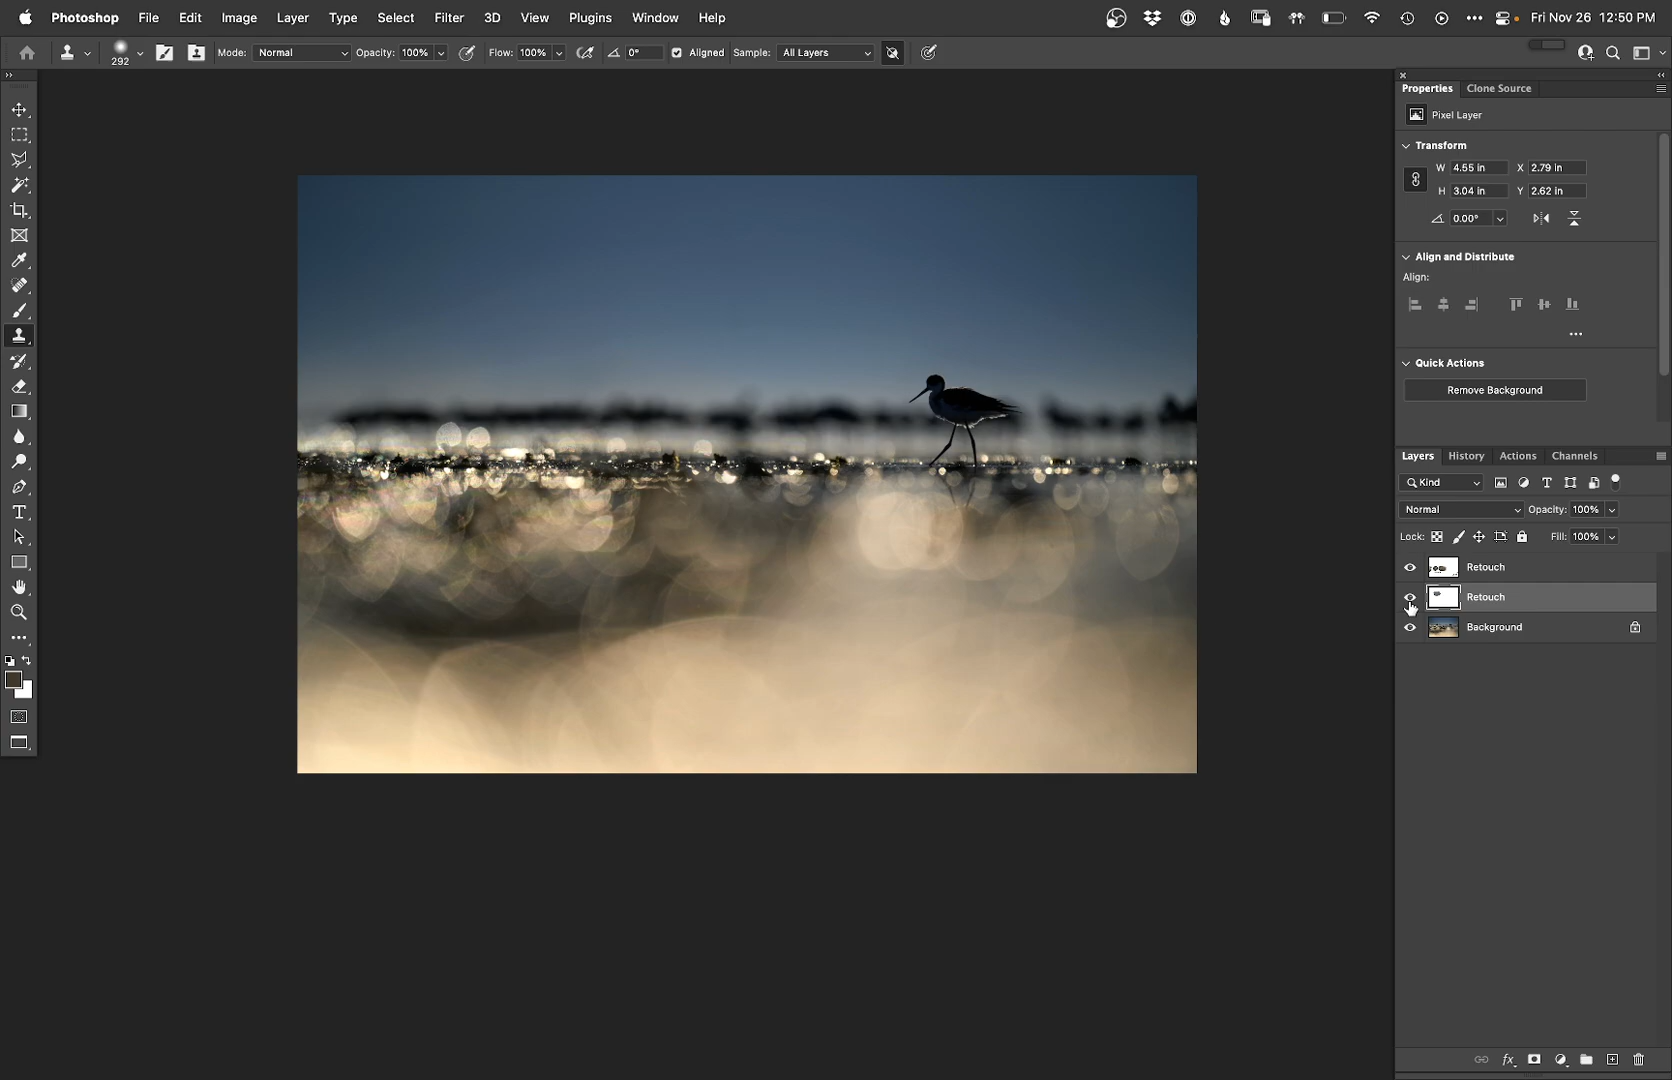 Photoshop File Edit Image Layer Type Select Filter 3D View Plugins Window Help Fri Nov 26 12:50 PM
292 Mode: Normal Opacity: 100% Flow: 100% 0° Aligned Sample: All Layers
Properties Clone Source
Pixel Layer
Transform
W 4.55 in X 2.79 in
H 3.04 in Y 2.62 in
0.00°
Align and Distribute
Align:
Quick Actions
Remove Background
Layers History Actions Channels
Kind
Normal Opacity: 100%
Lock: Fill: 100%
Retouch
Retouch
Background